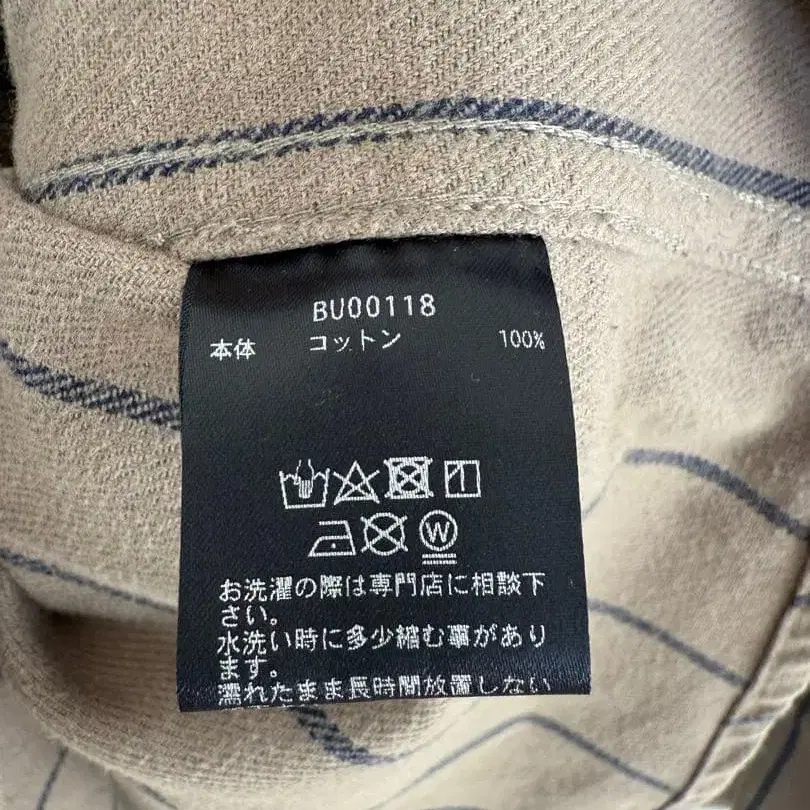 BU00118
本体 コットン 100%
W
お洗濯の際は専門店に相談下
さい。
水洗い時に多少縮む事があり
ます。
濡れたまま長時間放置しない